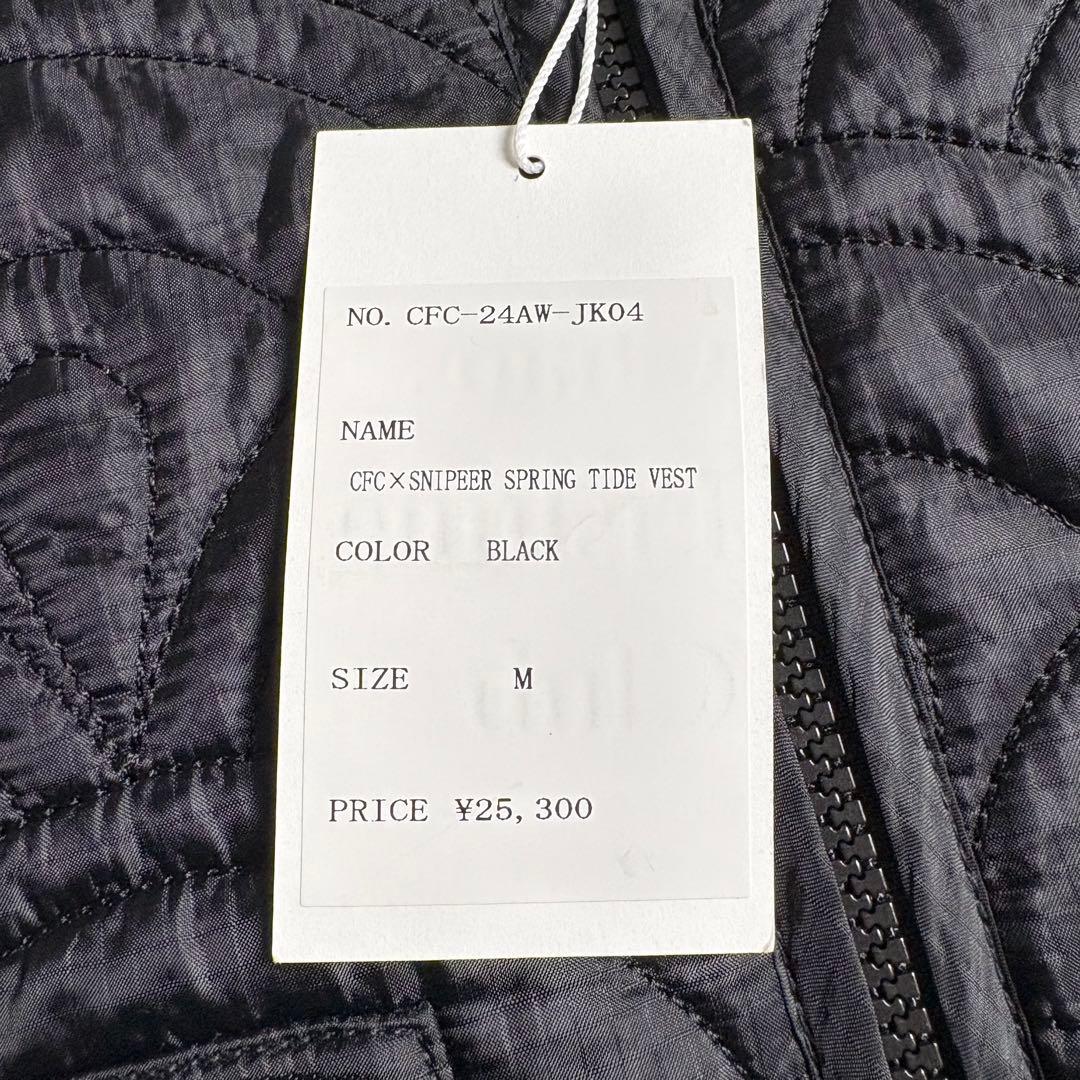 NO. CFC-24AW-JK04
NAME
CFC×SNIPEER SPRING TIDE VEST
COLOR BLACK
SIZE M
PRICE ¥25,300